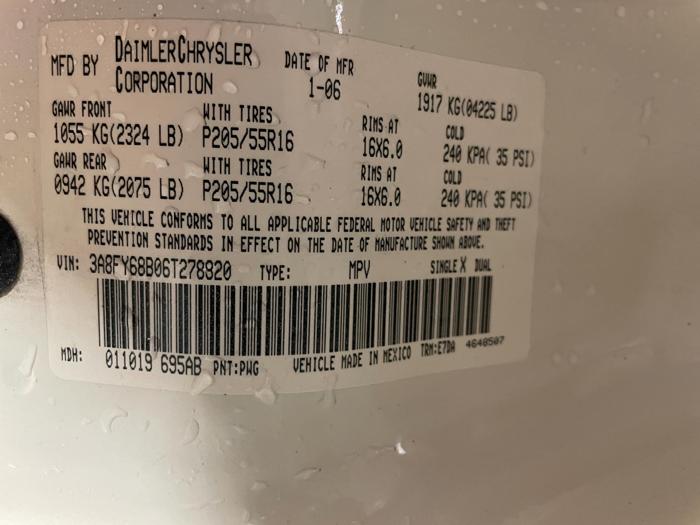 MFD BY DAIMLERCHRYSLER CORPORATION DATE OF MFR 1-06 GVWR 1917 KG(04225 LB)
GAWR FRONT WITH TIRES RIMS AT COLD
1055 KG(2324 LB) P205/55R16 16X6.0 240 KPA( 35 PSI)
GAWR REAR WITH TIRES RIMS AT COLD
0942 KG(2075 LB) P205/55R16 16X6.0 240 KPA( 35 PSI)
THIS VEHICLE CONFORMS TO ALL APPLICABLE FEDERAL MOTOR VEHICLE SAFETY AND THEFT
PREVENTION STANDARDS IN EFFECT ON THE DATE OF MANUFACTURE SHOWN ABOVE.
VIN: 3A8FY68B06T278820 TYPE: MPV SINGLE X DUAL
MDH: 011019 695AB PNT:PWG VEHICLE MADE IN MEXICO TRM:E7DA 4648507